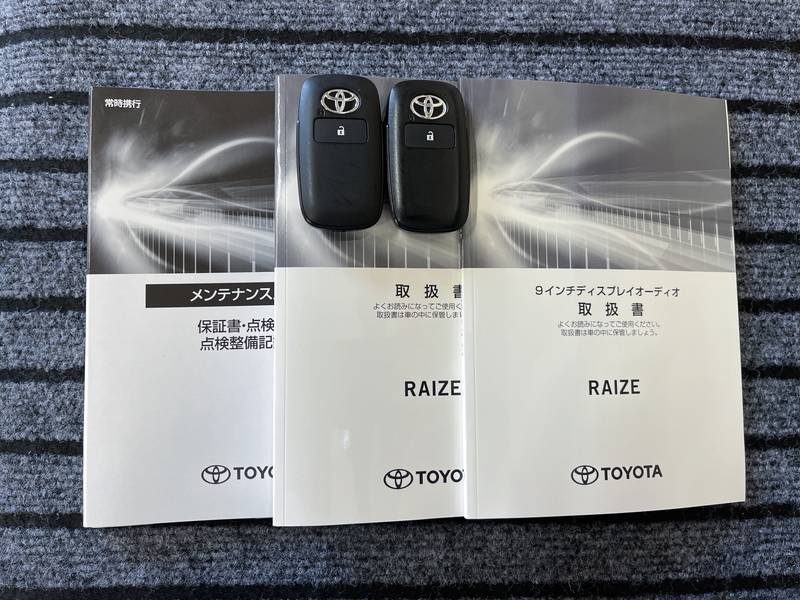 常時携行
メンテナンス
保証書・点検
点検整備記
TOYO
取扱
よくお読みになってご使用く
取扱書は車の中に保管しまし
RAIZE
TOYO
9インチディスプレイオーディオ
取扱書
よくお読みになってご使用ください。
取扱書は車の中に保管しましょう。
RAIZE
TOYOTA